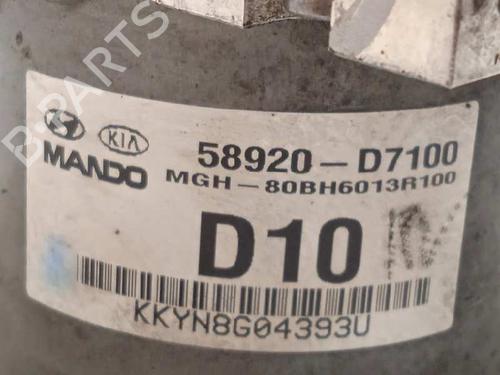 KIA
MANDO
58920-D7100
MGH-80BH6013R100
D10
KKYN8G04393U
B-PARTS